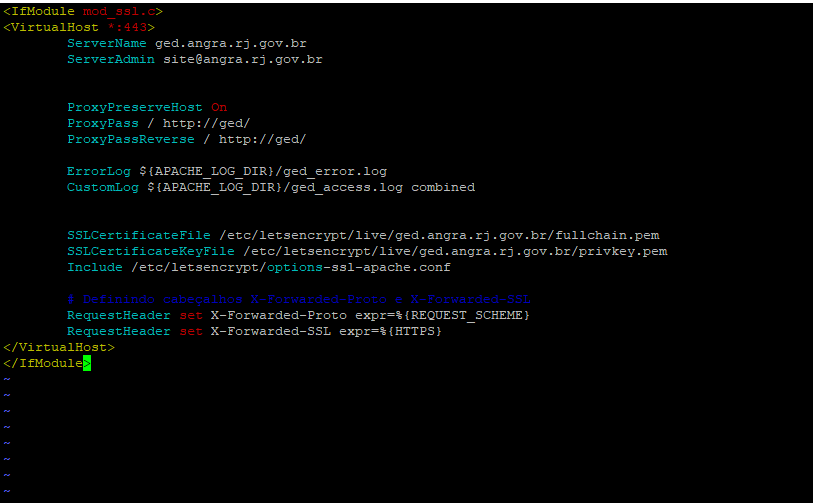 <IfModule mod_ssl.c>
<VirtualHost *:443>
ServerName ged.angra.rj.gov.br
ServerAdmin site@angra.rj.gov.br
ProxyPreserveHost On
ProxyPass / http://ged/
ProxyPassReverse / http://ged/
ErrorLog ${APACHE_LOG_DIR}/ged_error.log
CustomLog ${APACHE_LOG_DIR}/ged_access.log combined
SSLCertificateFile /etc/letsencrypt/live/ged.angra.rj.gov.br/fullchain.pem
SSLCertificateKeyFile /etc/letsencrypt/live/ged.angra.rj.gov.br/privkey.pem
Include /etc/letsencrypt/options-ssl-apache.conf
# Definindo cabeçalhos X-Forwarded-Proto e X-Forwarded-SSL
RequestHeader set X-Forwarded-Proto expr=%{REQUEST_SCHEME}
RequestHeader set X-Forwarded-SSL expr=%{HTTPS}
</VirtualHost>
</IfModule>
~
~
~
~
~
~
~
~